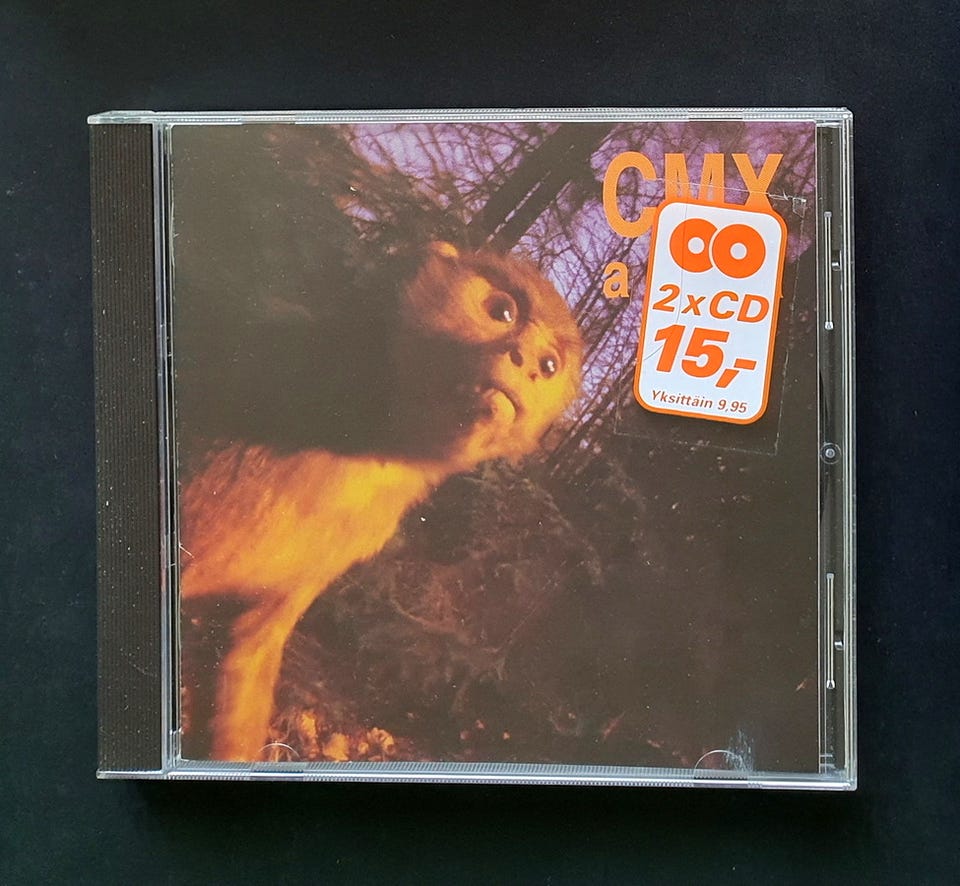 CMX
a
2 x CD
15,-
Yksittäin 9,95